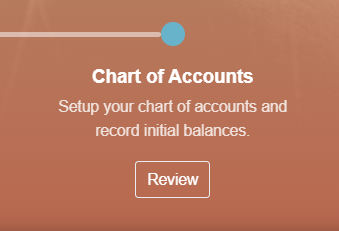 Chart of Accounts
Setup your chart of accounts and
record initial balances.
Review